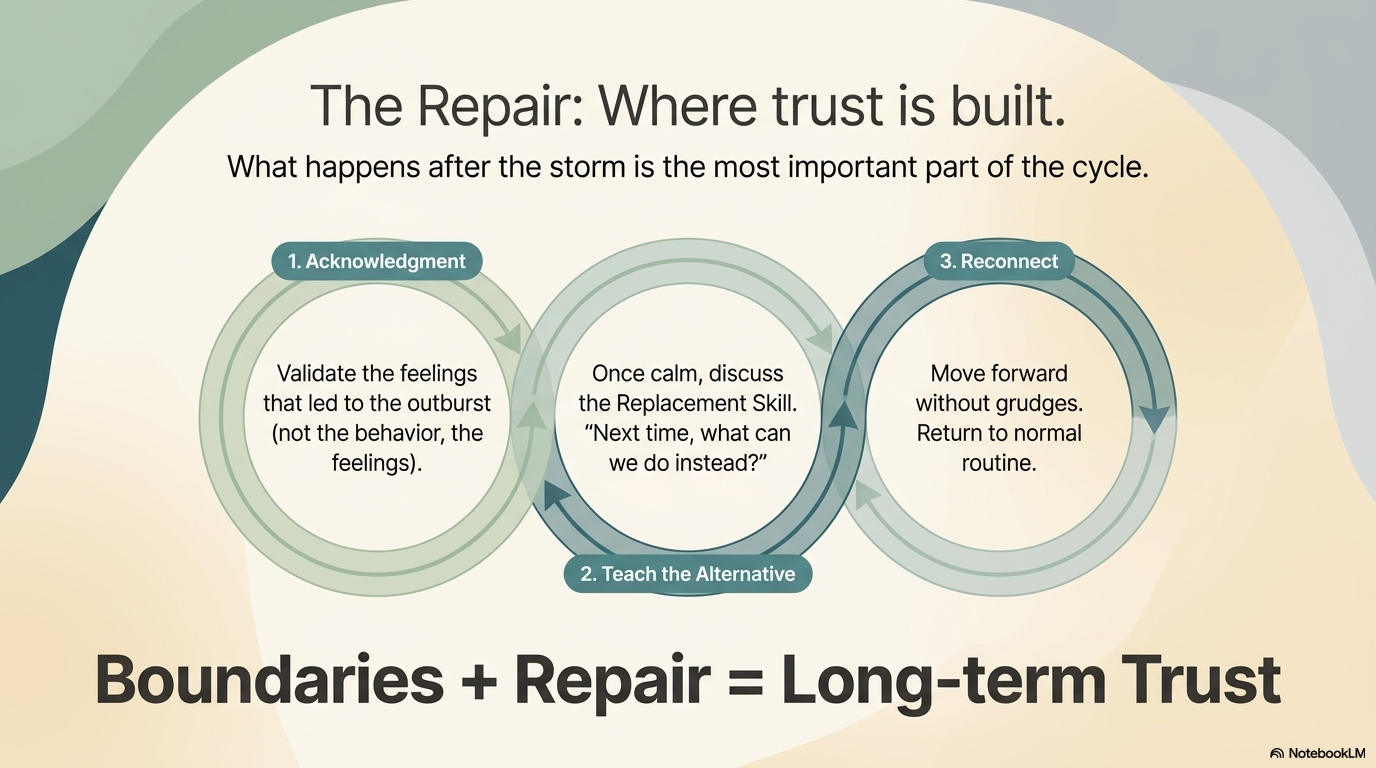 The Repair: Where trust is built.
What happens after the storm is the most important part of the cycle.
1. Acknowledgment
Validate the feelings
that led to the outburst
(not the behavior, the
feelings).
Once calm, discuss
the Replacement Skill.
“Next time, what can
we do instead?”
2. Teach the Alternative
3. Reconnect
Move forward
without grudges.
Return to normal
routine.
Boundaries + Repair = Long-term Trust
NotebookLM